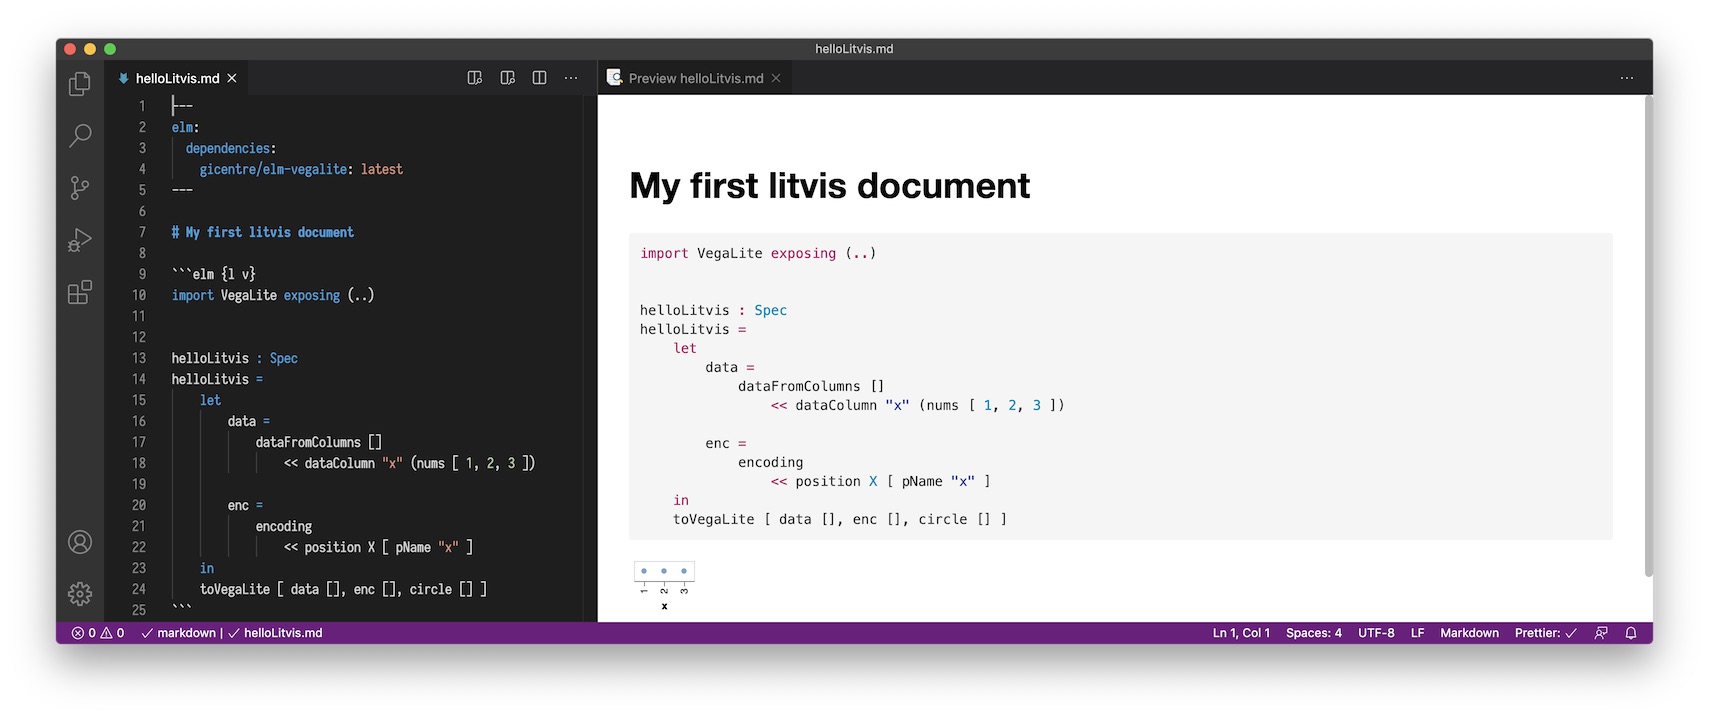 helloLitvis.md
helloLitvis.md
Preview helloLitvis.md
1 ---
2 elm:
3 dependencies:
4 gicentre/elm-vegalite: latest
5 ---
6
7 # My first litvis document
8
9 ```elm {l v}
10 import VegaLite exposing (..)
11
12
13 helloLitvis : Spec
14 helloLitvis =
15 let
16 data =
17 dataFromColumns []
18 << dataColumn "x" (nums [ 1, 2, 3 ])
19
20 enc =
21 encoding
22 << position X [ pName "x" ]
23 in
24 toVegaLite [ data [], enc [], circle [] ]
25 ```
My first litvis document
import VegaLite exposing (..)
helloLitvis : Spec
helloLitvis =
let
data =
dataFromColumns []
<< dataColumn "x" (nums [ 1, 2, 3 ])
enc =
encoding
<< position X [ pName "x" ]
in
toVegaLite [ data [], enc [], circle [] ]
1 2 3
x
0 0 markdown | helloLitvis.md
Ln 1, Col 1 Spaces: 4 UTF-8 LF Markdown Prettier: ✓